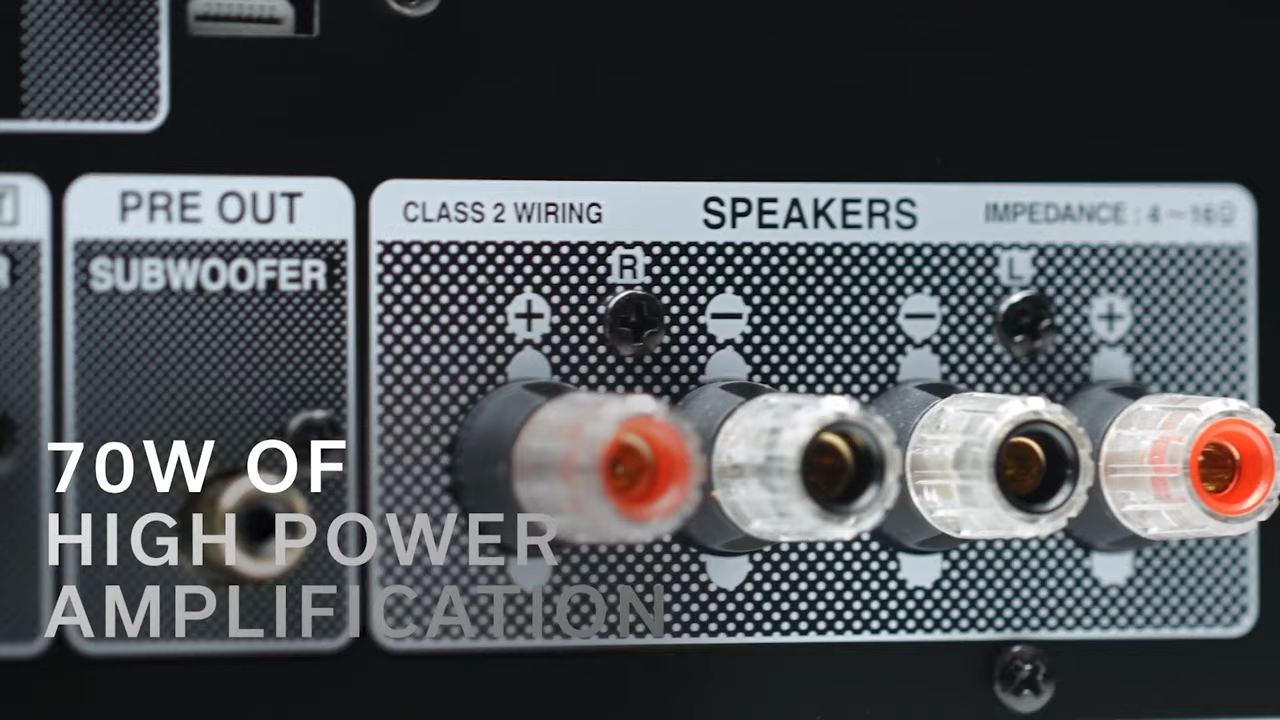 PRE OUT
SUBWOOFER
CLASS 2 WIRING
SPEAKERS
IMPEDANCE : 4 ~ 16Ω
R
L
+
−
−
+
70W OF
HIGH POWER
AMPLIFICATION